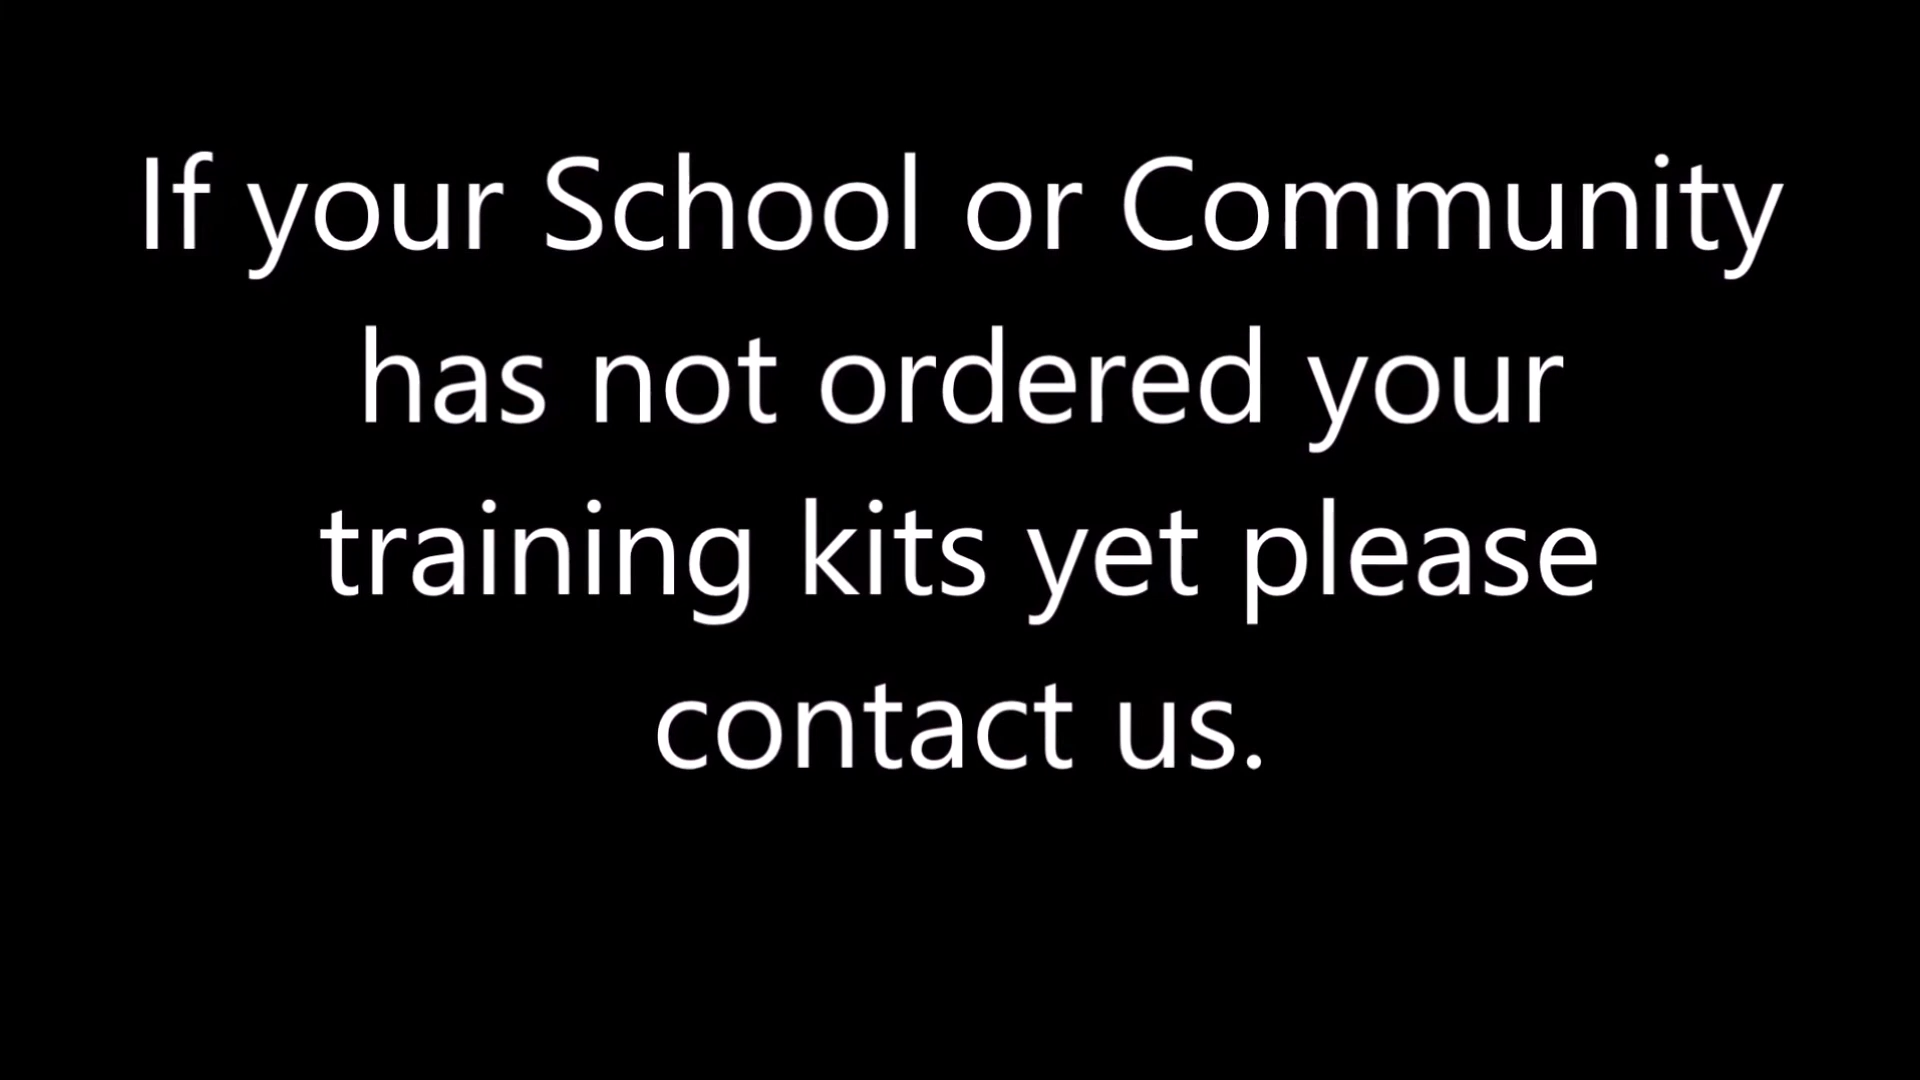 If your School or Community
has not ordered your
training kits yet please
contact us.